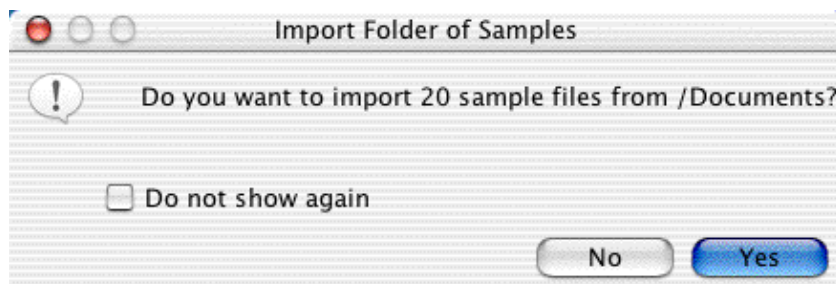 Import Folder of Samples
Do you want to import 20 sample files from /Documents?
Do not show again
No Yes